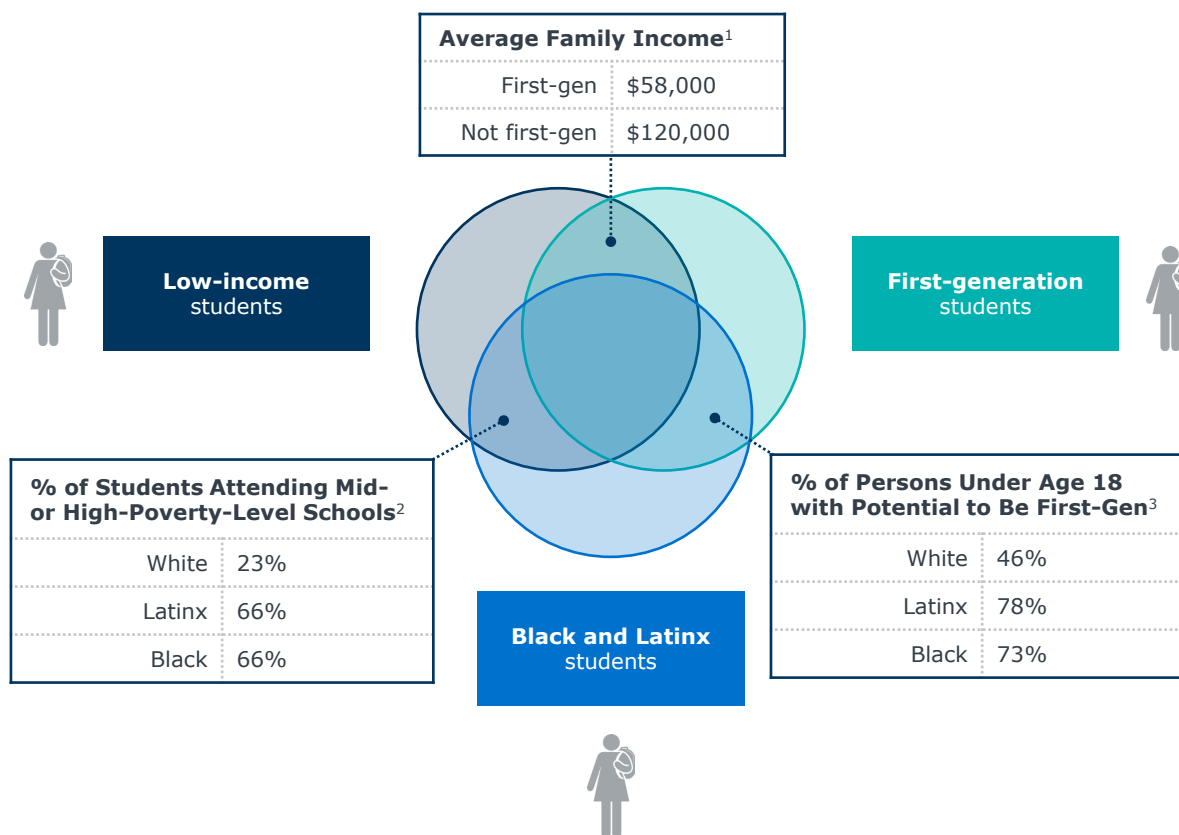 Average Family Income1
First-gen $58,000
Not first-gen $120,000
Low-income
students
First-generation
students
% of Students Attending Mid-
or High-Poverty-Level Schools2
White 23%
Latinx 66%
Black 66%
% of Persons Under Age 18
with Potential to Be First-Gen3
White 46%
Latinx 78%
Black 73%
Black and Latinx
students